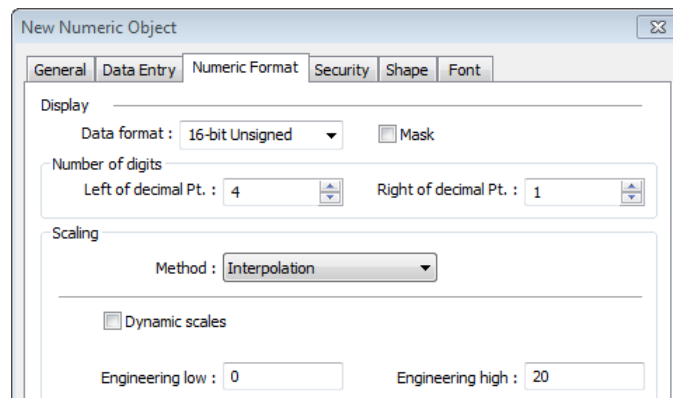 New Numeric Object
General Data Entry Numeric Format Security Shape Font
Display
Data format : 16-bit Unsigned Mask
Number of digits
Left of decimal Pt. : 4 Right of decimal Pt. : 1
Scaling
Method : Interpolation
Dynamic scales
Engineering low : 0 Engineering high : 20